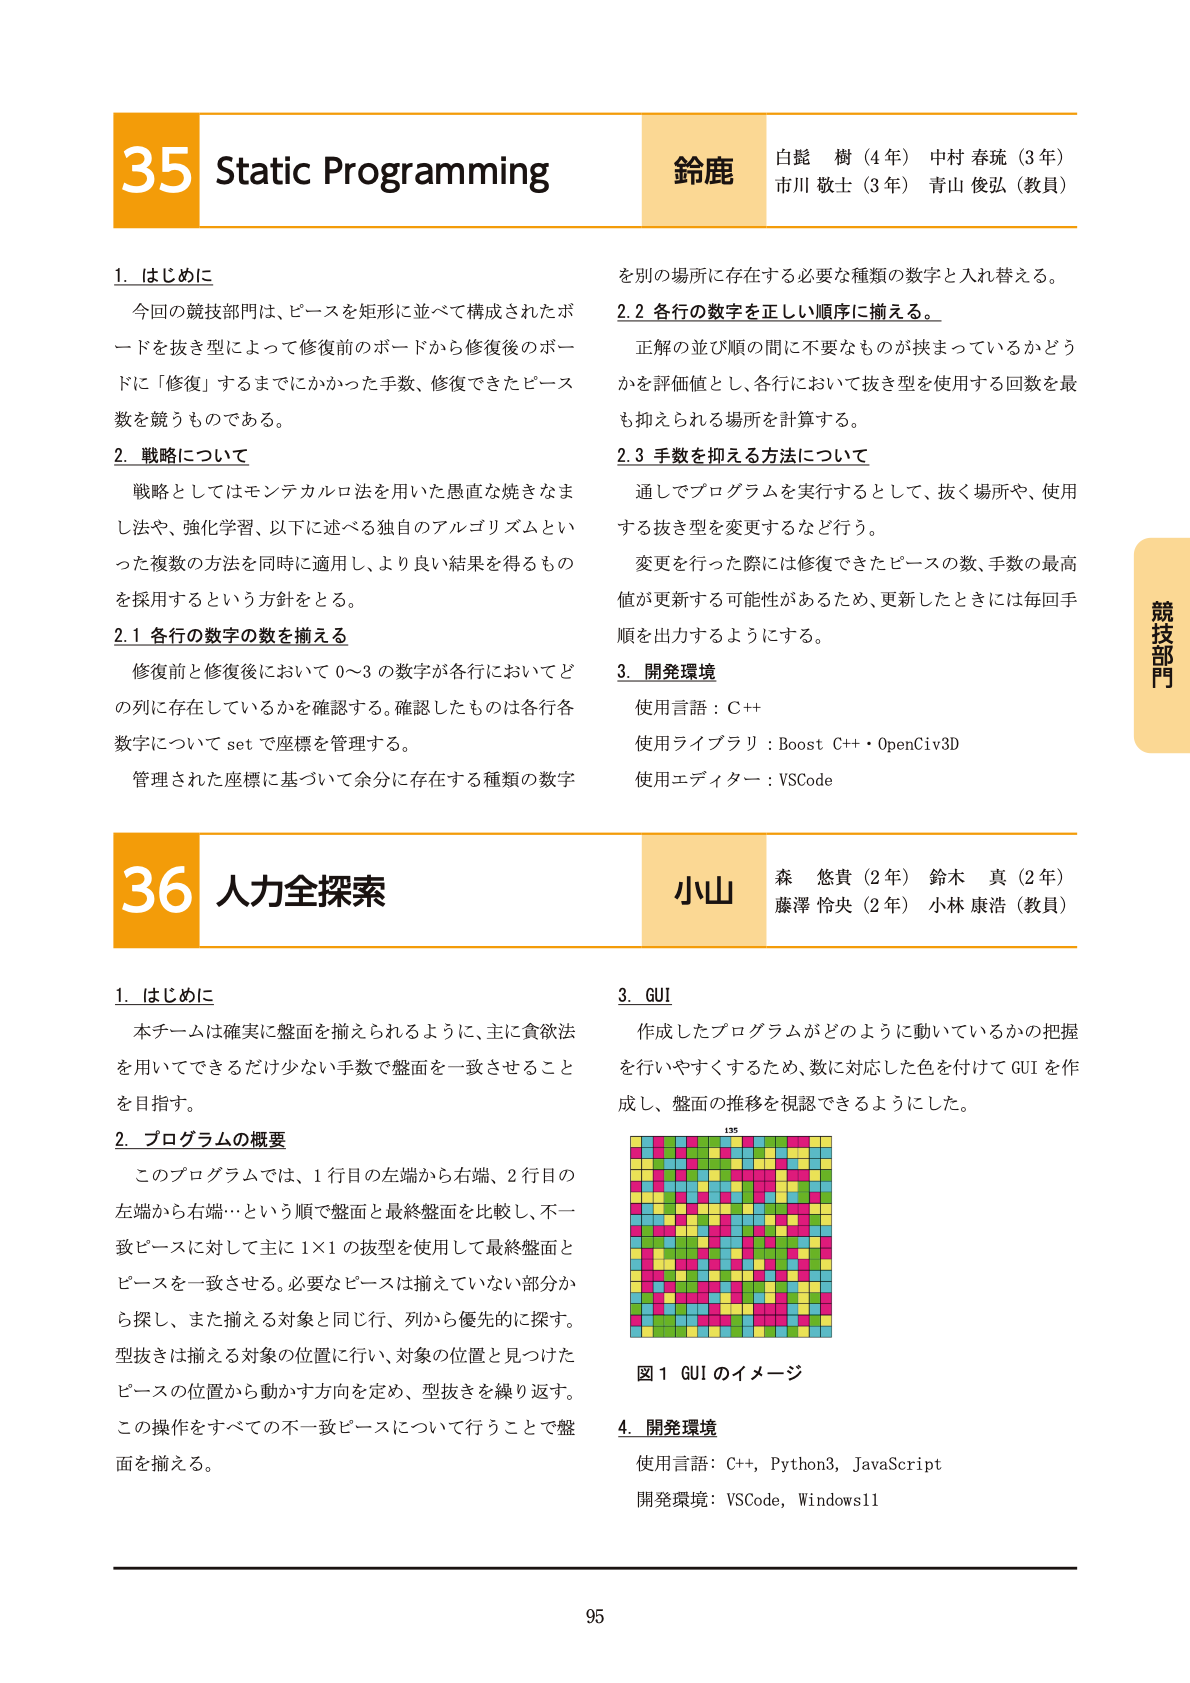 35 Static Programming 鈴鹿 白髭　樹（4年） 中村 春琉（3年）
市川 敬士（3年） 青山 俊弘（教員）
1. はじめに
今回の競技部門は、ピースを矩形に並べて構成されたボ
ードを抜き型によって修復前のボードから修復後のボー
ドに「修復」するまでにかかった手数、修復できたピース
数を競うものである。
2. 戦略について
戦略としてはモンテカルロ法を用いた愚直な焼きなま
し法や、強化学習、以下に述べる独自のアルゴリズムとい
った複数の方法を同時に適用し、より良い結果を得るもの
を採用するという方針をとる。
2.1 各行の数字の数を揃える
修復前と修復後において 0～3 の数字が各行においてど
の列に存在しているかを確認する。確認したものは各行各
数字について set で座標を管理する。
管理された座標に基づいて余分に存在する種類の数字
を別の場所に存在する必要な種類の数字と入れ替える。
2.2 各行の数字を正しい順序に揃える。
正解の並び順の間に不要なものが挟まっているかどう
かを評価値とし、各行において抜き型を使用する回数を最
も抑えられる場所を計算する。
2.3 手数を抑える方法について
通しでプログラムを実行するとして、抜く場所や、使用
する抜き型を変更するなど行う。
変更を行った際には修復できたピースの数、手数の最高
値が更新する可能性があるため、更新したときには毎回手
順を出力するようにする。
3. 開発環境
使用言語：C++
使用ライブラリ：Boost C++・OpenCiv3D
使用エディター：VSCode
競技部門
36 人力全探索 小山 森　悠貴（2年） 鈴木　真（2年）
藤澤 怜央（2年） 小林 康浩（教員）
1. はじめに
本チームは確実に盤面を揃えられるように、主に貪欲法
を用いてできるだけ少ない手数で盤面を一致させること
を目指す。
2. プログラムの概要
このプログラムでは、1 行目の左端から右端、2 行目の
左端から右端…という順で盤面と最終盤面を比較し、不一
致ピースに対して主に 1×1 の抜型を使用して最終盤面と
ピースを一致させる。必要なピースは揃えていない部分か
ら探し、また揃える対象と同じ行、列から優先的に探す。
型抜きは揃える対象の位置に行い、対象の位置と見つけた
ピースの位置から動かす方向を定め、型抜きを繰り返す。
この操作をすべての不一致ピースについて行うことで盤
面を揃える。
3. GUI
作成したプログラムがどのように動いているかの把握
を行いやすくするため、数に対応した色を付けて GUI を作
成し、盤面の推移を視認できるようにした。
135
図 1 GUI のイメージ
4. 開発環境
使用言語： C++, Python3, JavaScript
開発環境： VSCode, Windows11
95